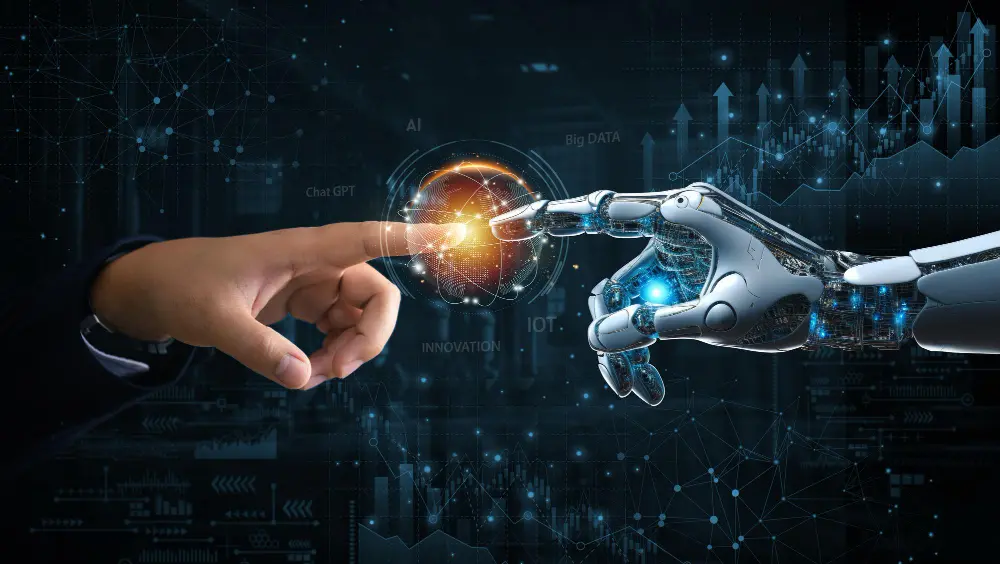 AI
Big DATA
Chat GPT
IOT
INNOVATION